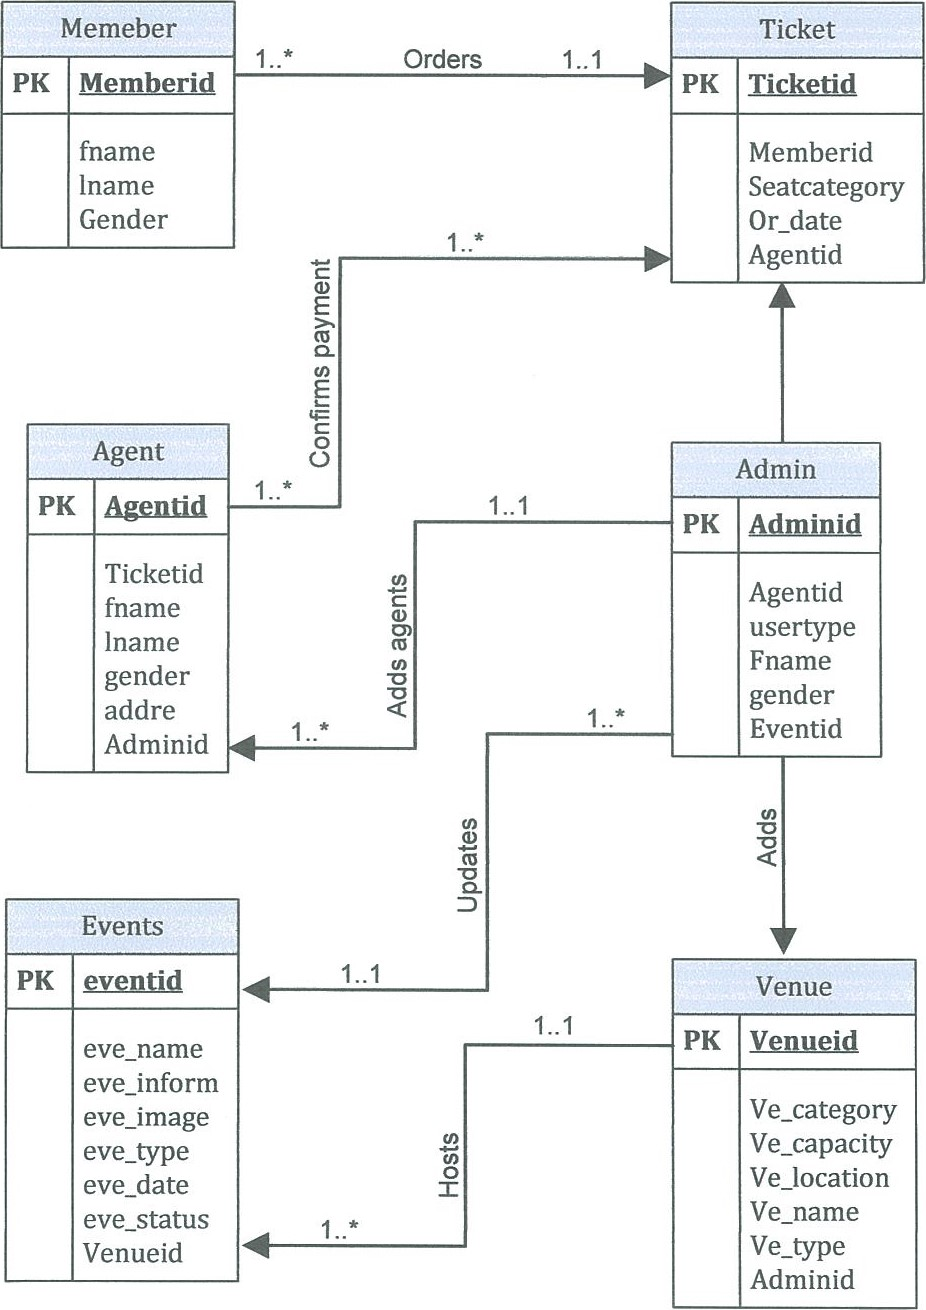 Memeber
PK Memberid
fname
lname
Gender
1..* Orders 1..1
Ticket
PK Ticketid
Memberid
Seatcategory
Or_date
Agentid
1..*
Confirms payment
1..*
Agent
PK Agentid
Ticketid
fname
lname
gender
addre
Adminid
1..1
Adds agents
1..*
Admin
PK Adminid
Agentid
usertype
Fname
gender
Eventid
1..*
Updates
1..1
Adds
Events
PK eventid
eve_name
eve_inform
eve_image
eve_type
eve_date
eve_status
Venueid
1..1
Hosts
1..*
Venue
PK Venueid
Ve_category
Ve_capacity
Ve_location
Ve_name
Ve_type
Adminid